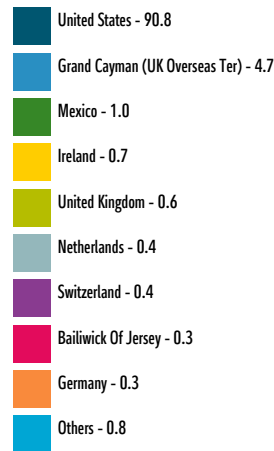 United States - 90.8
Grand Cayman (UK Overseas Ter) - 4.7
Mexico - 1.0
Ireland - 0.7
United Kingdom - 0.6
Netherlands - 0.4
Switzerland - 0.4
Bailiwick Of Jersey - 0.3
Germany - 0.3
Others - 0.8